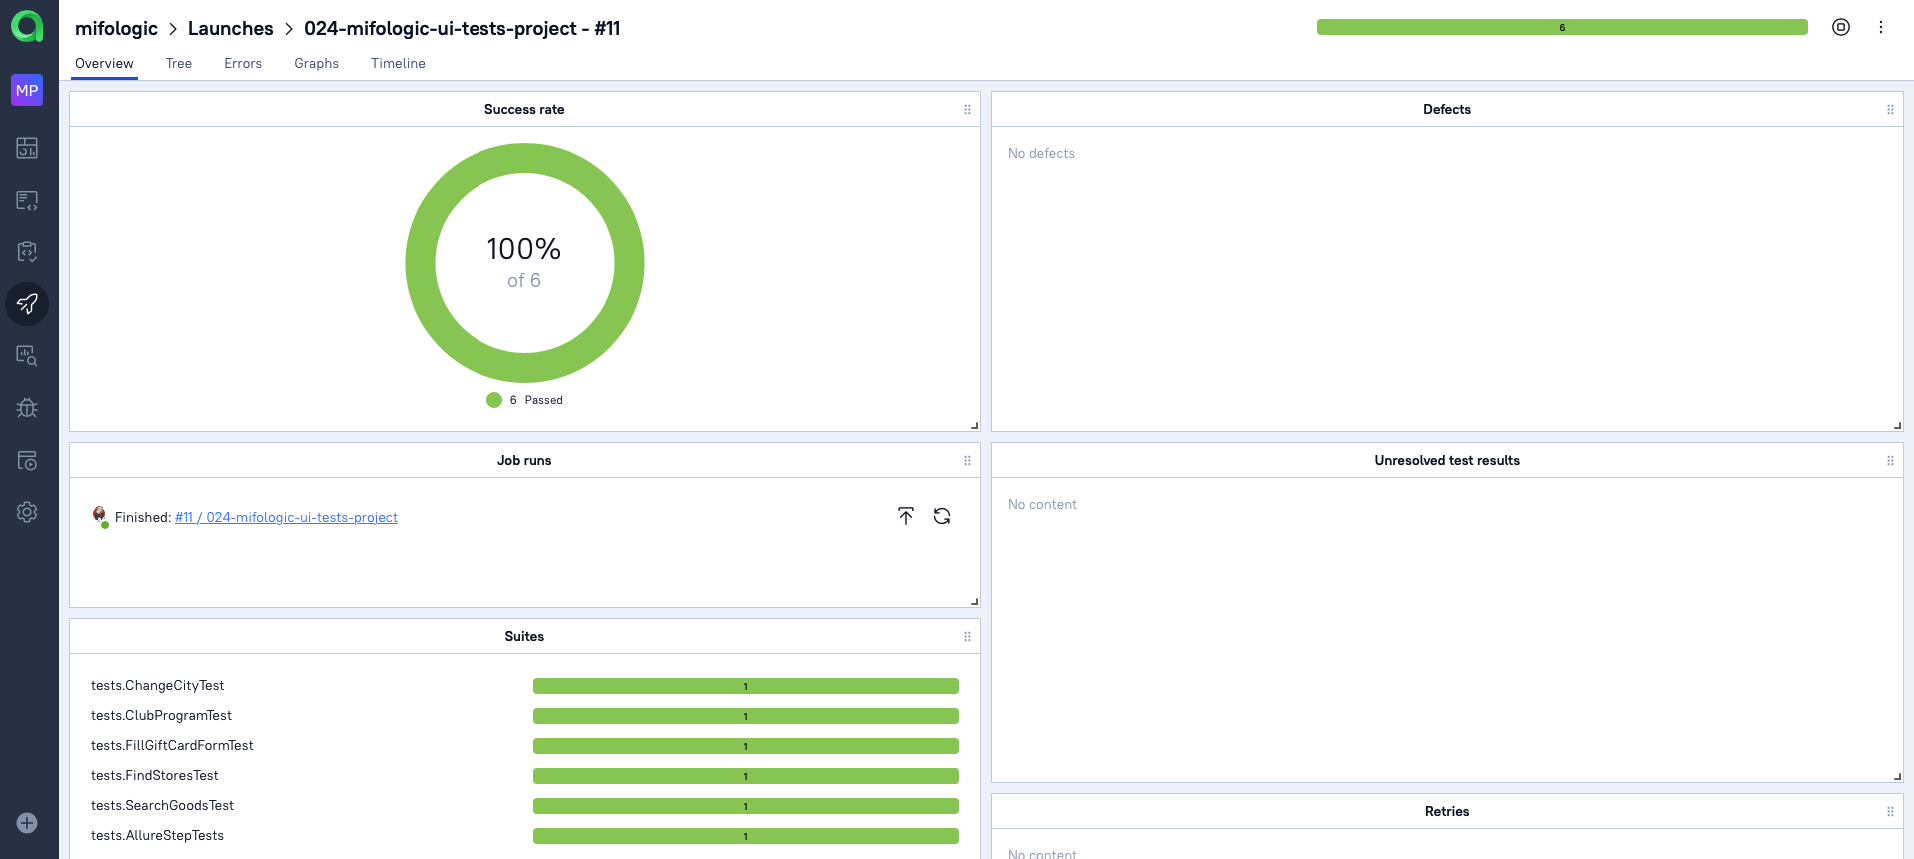 mifologic > Launches > 024-mifologic-ui-tests-project - #11
6
MP
Overview Tree Errors Graphs Timeline
Success rate
100%
of 6
6 Passed
Defects
No defects
Job runs
Finished: #11 / 024-mifologic-ui-tests-project
Unresolved test results
No content
Suites
tests.ChangeCityTest 1
tests.ClubProgramTest 1
tests.FillGiftCardFormTest 1
tests.FindStoresTest 1
tests.SearchGoodsTest 1
tests.AllureStepTests 1
Retries
No content